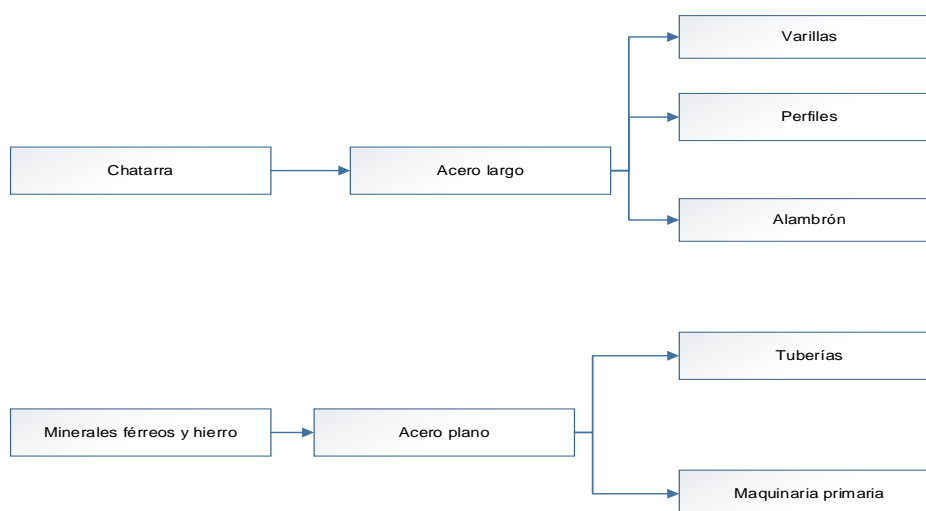 Varillas
Perfiles
Chatarra
Acero largo
Alambrón
Tuberías
Minerales férreos y hierro
Acero plano
Maquinaria primaria